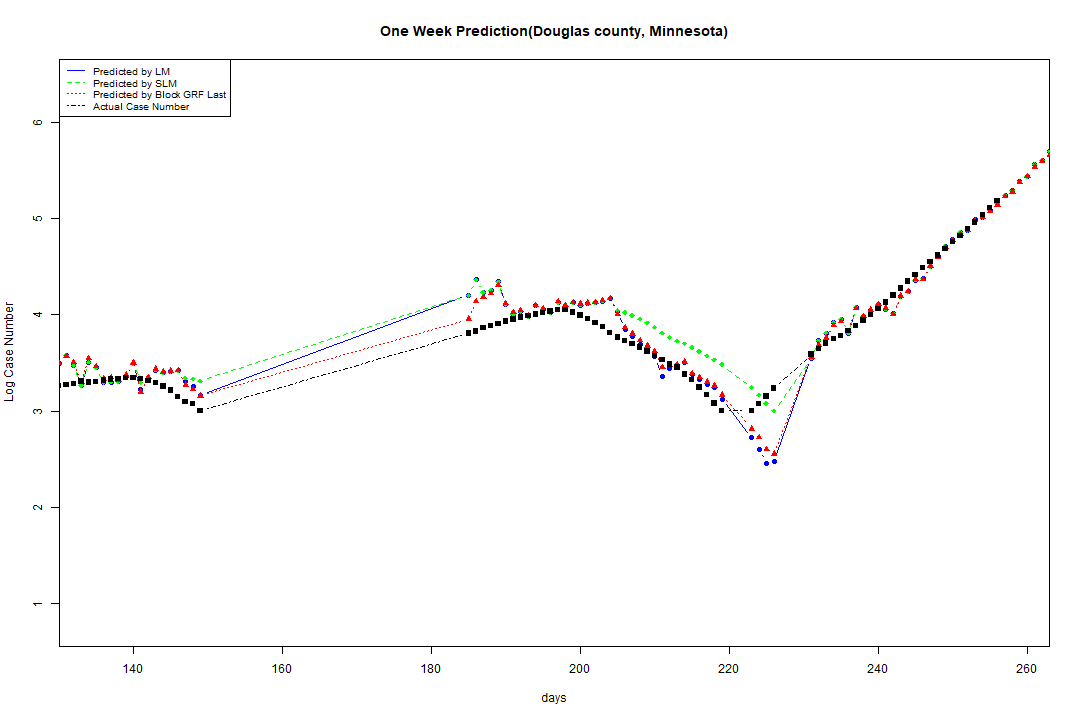 One Week Prediction(Douglas county, Minnesota)
Predicted by LM
Predicted by SLM
Predicted by Block GRF Last
Actual Case Number
Log Case Number
6
5
4
3
2
1
140 160 180 200 220 240 260
days